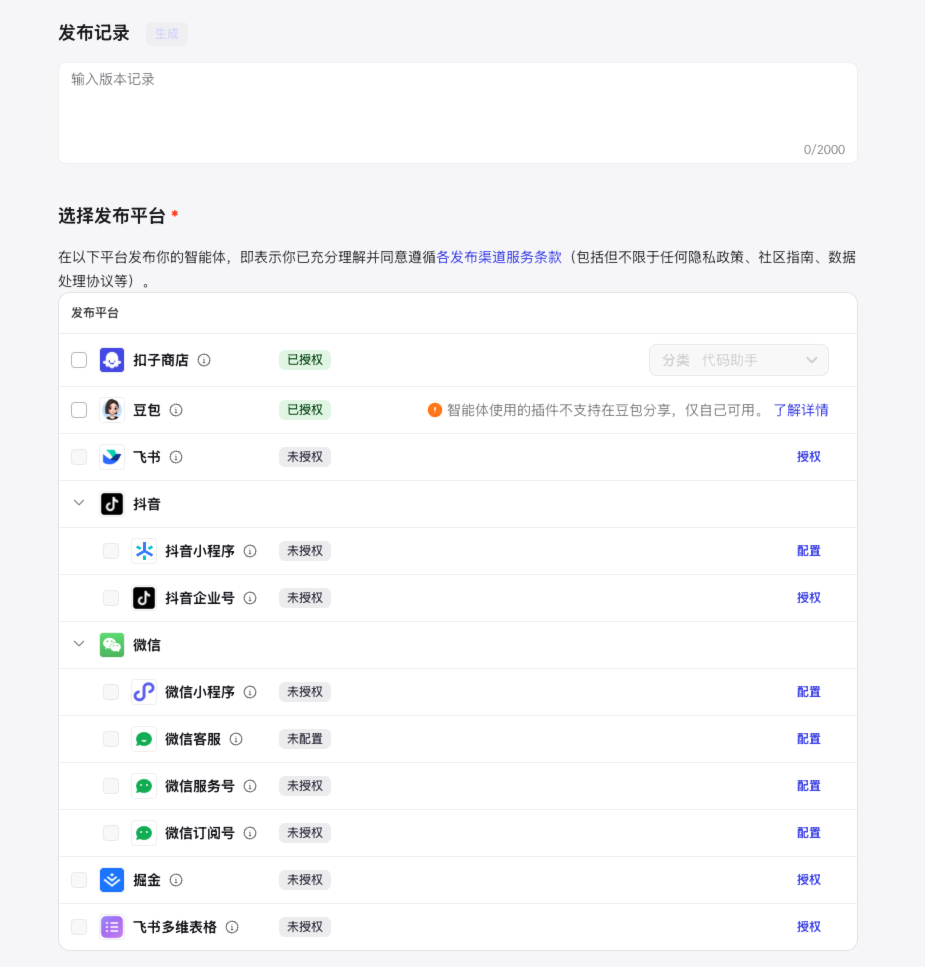 发布记录 生成
输入版本记录
0/2000
选择发布平台 *
在以下平台发布你的智能体，即表示你已充分理解并同意遵循各发布渠道服务条款（包括但不限于任何隐私政策、社区指南、数据
处理协议等）。
发布平台
扣子商店 已授权 分类 代码助手
豆包 已授权 智能体使用的插件不支持在豆包分享，仅自己可用。 了解详情
飞书 未授权 授权
抖音
抖音小程序 未授权 配置
抖音企业号 未授权 授权
微信
微信小程序 未授权 配置
微信客服 未配置 配置
微信服务号 未授权 配置
微信订阅号 未授权 配置
掘金 未授权 授权
飞书多维表格 未授权 授权